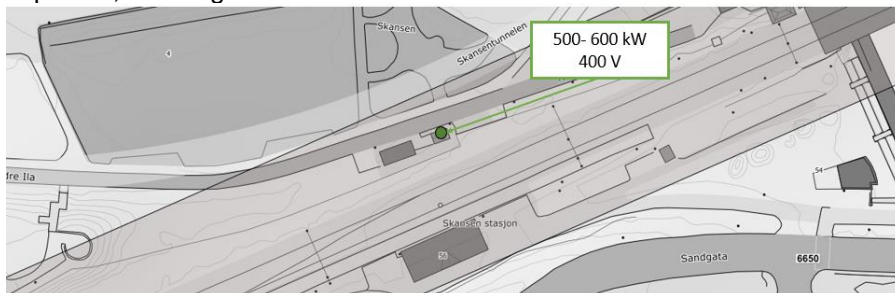 Skansen
Skansentunnelen
4
500- 600 kW
400 V
54
dre Ila
Skansen stasjon
56
Sandgata
6650